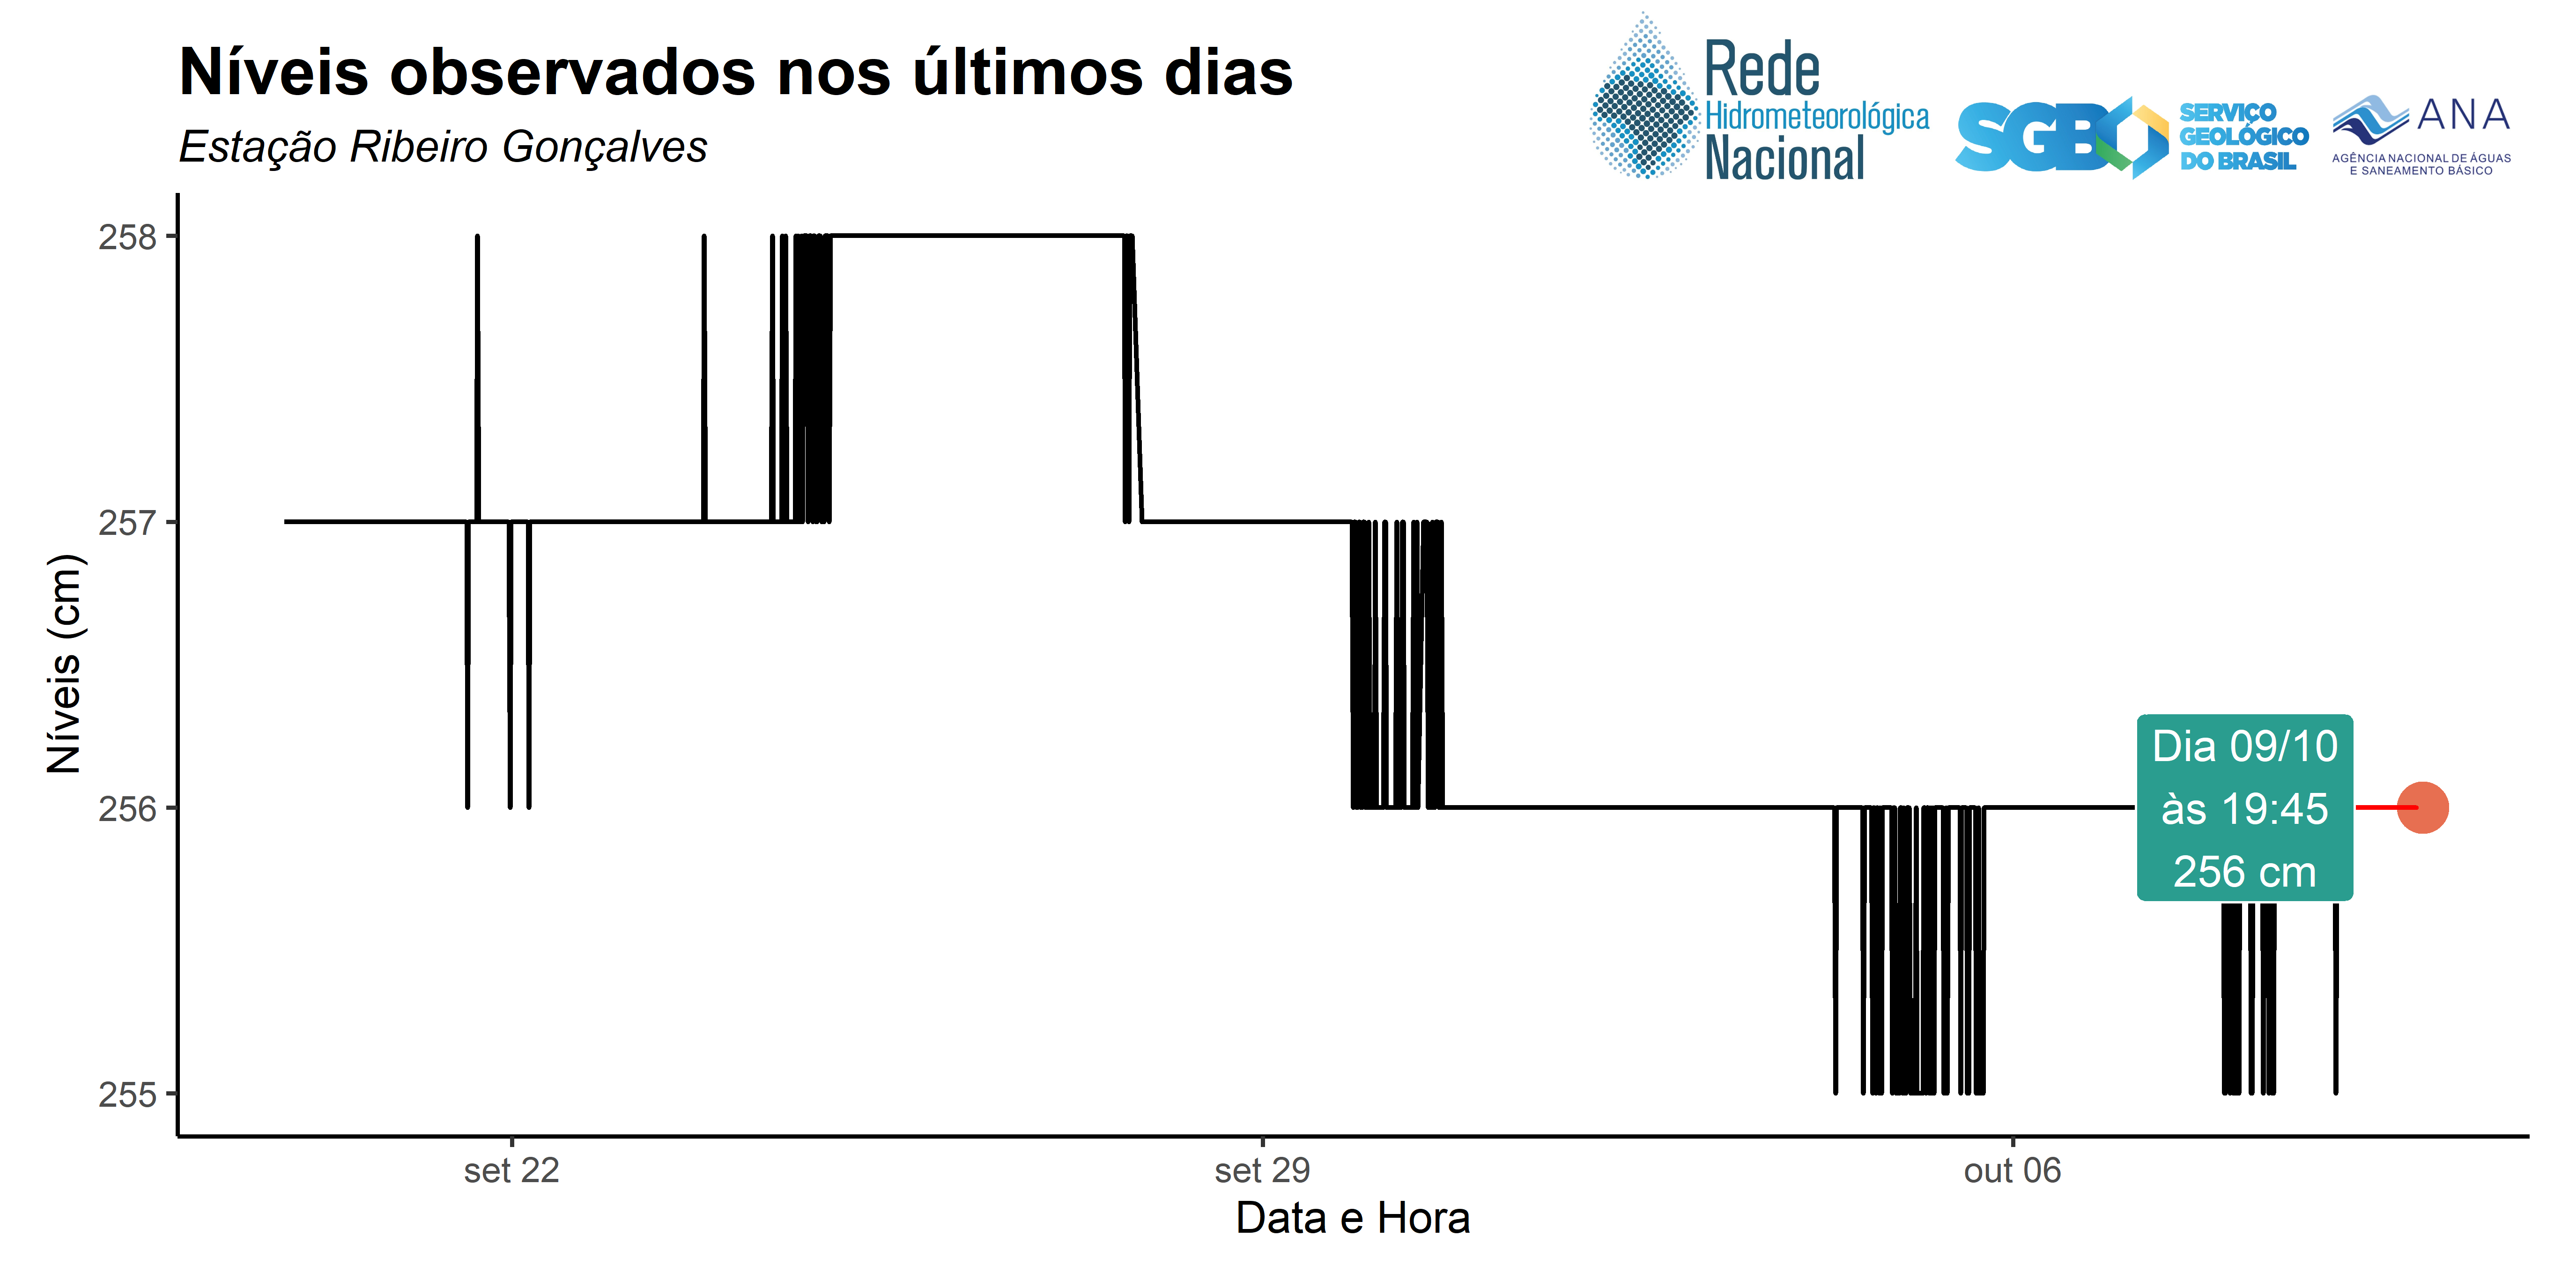 Níveis observados nos últimos dias
Estação Ribeiro Gonçalves
Rede
Hidrometeorológica
Nacional
SGB
SERVIÇO
GEOLÓGICO
DO BRASIL
ANA
AGÊNCIA NACIONAL DE ÁGUAS
E SANEAMENTO BÁSICO
Níveis (cm)
258
257
256
255
Dia 09/10
às 19:45
256 cm
set 22
set 29
out 06
Data e Hora